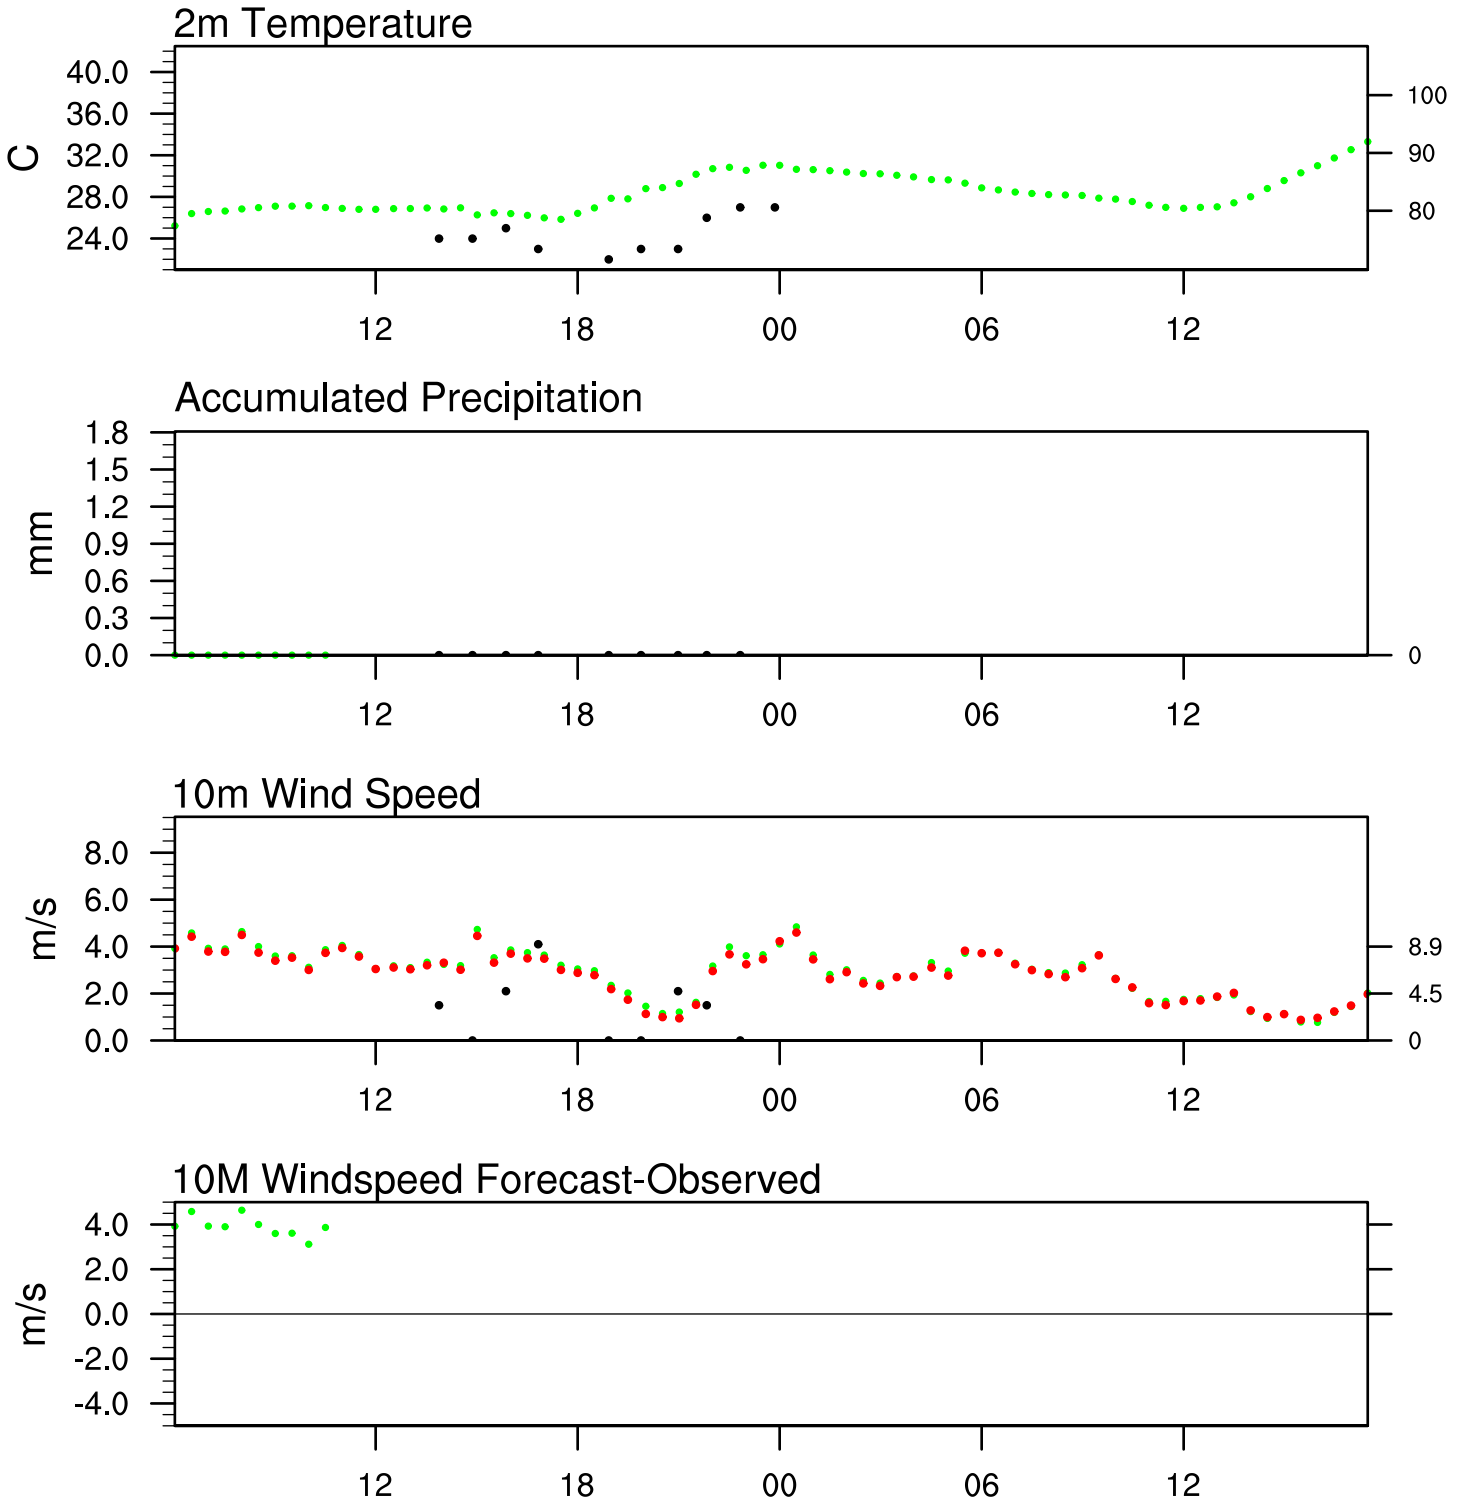 2m Temperature
C
40.0
36.0
32.0
28.0
24.0
100
90
80
12 18 00 06 12
Accumulated Precipitation
mm
1.8
1.5
1.2
0.9
0.6
0.3
0.0
0
12 18 00 06 12
10m Wind Speed
m/s
8.0
6.0
4.0
2.0
0.0
8.9
4.5
0
12 18 00 06 12
10M Windspeed Forecast-Observed
m/s
4.0
2.0
0.0
-2.0
-4.0
12 18 00 06 12